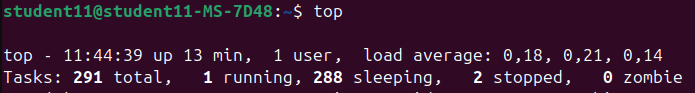 student11@student11-MS-7D48:~$ top
top - 11:44:39 up 13 min,  1 user,  load average: 0,18, 0,21, 0,14
Tasks: 291 total,   1 running, 288 sleeping,   2 stopped,   0 zombie